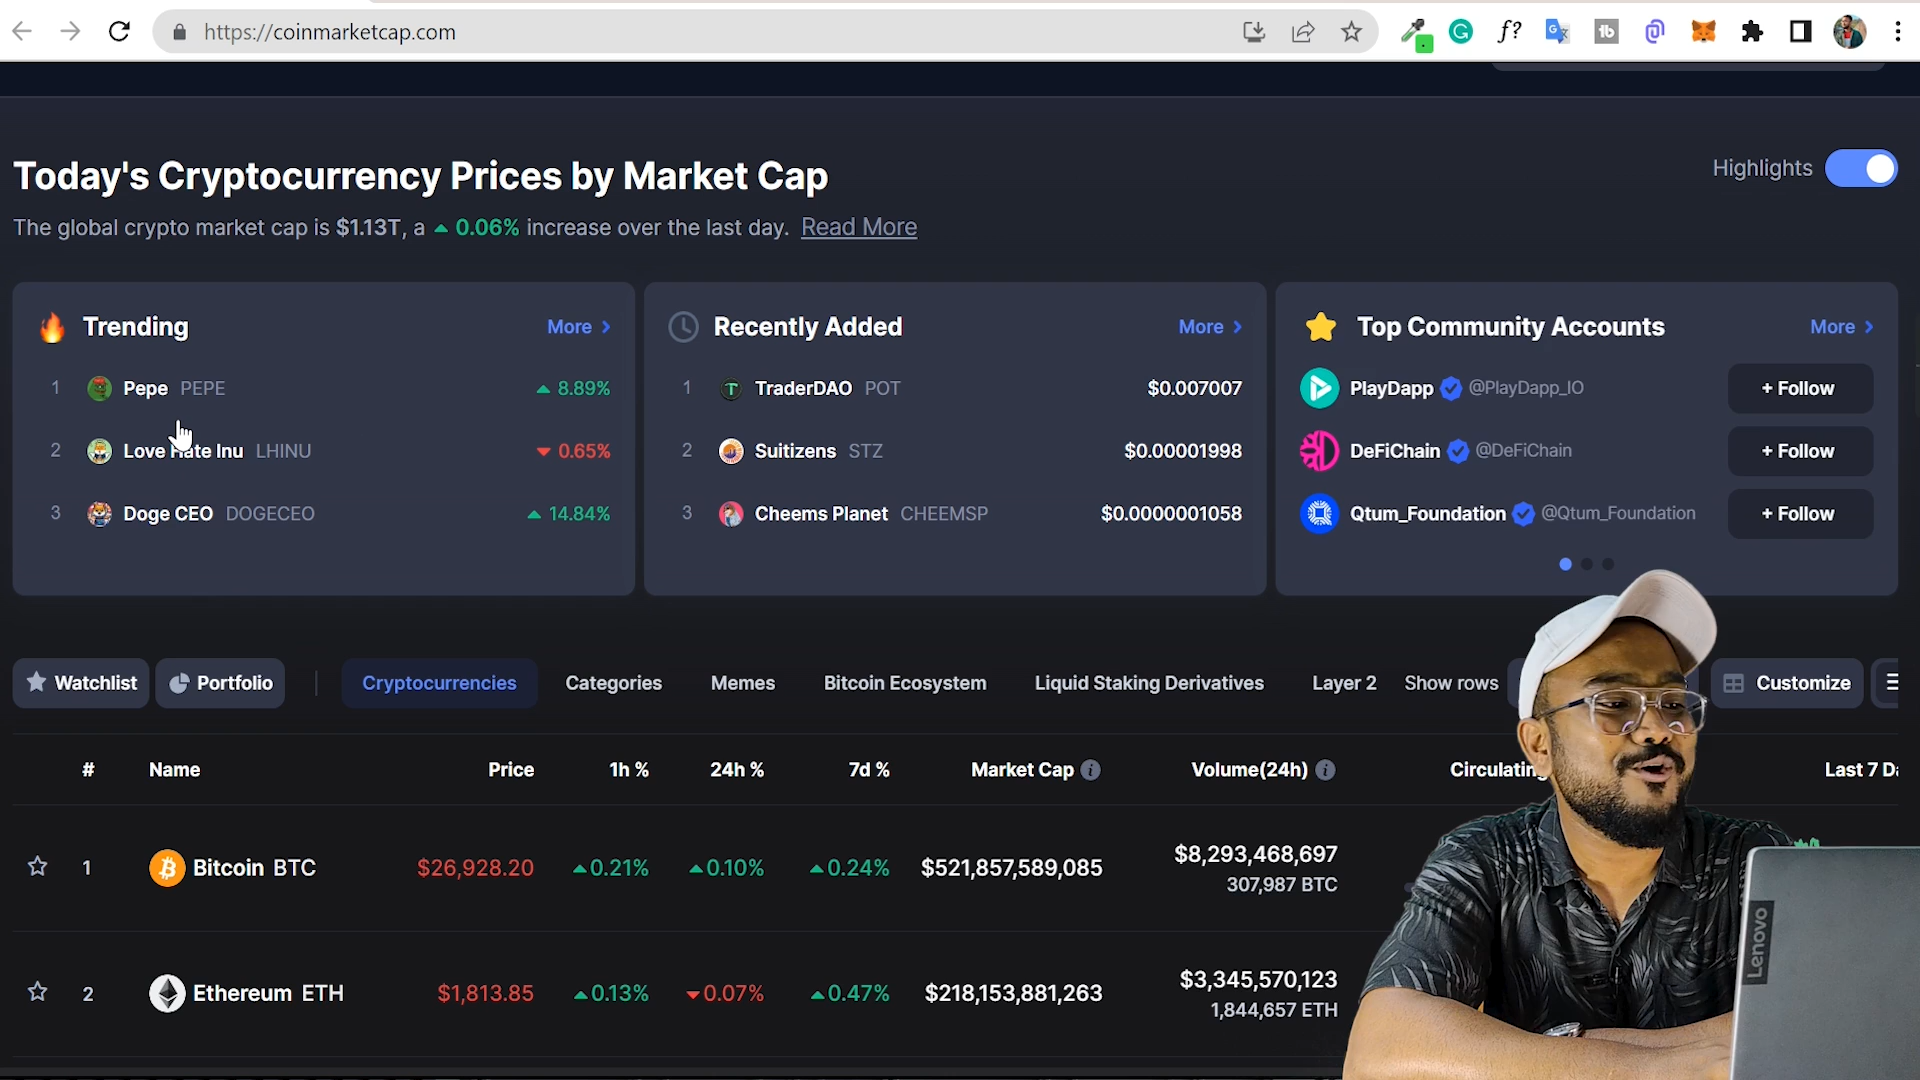 https://coinmarketcap.com
Today's Cryptocurrency Prices by Market Cap
Highlights
The global crypto market cap is $1.13T, a 0.06% increase over the last day. Read More
Trending More
1 Pepe PEPE 8.89%
2 Love Hate Inu LHINU 0.65%
3 Doge CEO DOGECEO 14.84%
Recently Added More
1 TraderDAO POT $0.007007
2 Suitizens STZ $0.00001998
3 Cheems Planet CHEEMSP $0.0000001058
Top Community Accounts More
PlayDapp @PlayDapp_IO + Follow
DeFiChain @DeFiChain + Follow
Qtum_Foundation @Qtum_Foundation + Follow
Watchlist Portfolio Cryptocurrencies Categories Memes Bitcoin Ecosystem Liquid Staking Derivatives Layer 2 Show rows Customize
# Name Price 1h % 24h % 7d % Market Cap Volume(24h) Circulating Last 7 Da
1 Bitcoin BTC $26,928.20 0.21% 0.10% 0.24% $521,857,589,085 $8,293,468,697
307,987 BTC
2 Ethereum ETH $1,813.85 0.13% 0.07% 0.47% $218,153,881,263 $3,345,570,123
1,844,657 ETH
Lenovo